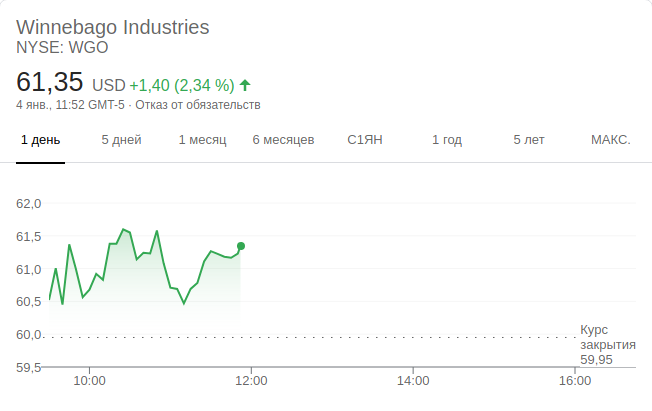 Winnebago Industries
NYSE: WGO
61,35 USD +1,40 (2,34 %)
4 янв., 11:52 GMT-5 · Отказ от обязательств
1 день 5 дней 1 месяц 6 месяцев С1ЯН 1 год 5 лет МАКС.
62,0
61,5
61,0
60,5
60,0
59,5
Курс
закрытия
59,95
10:00 12:00 14:00 16:00